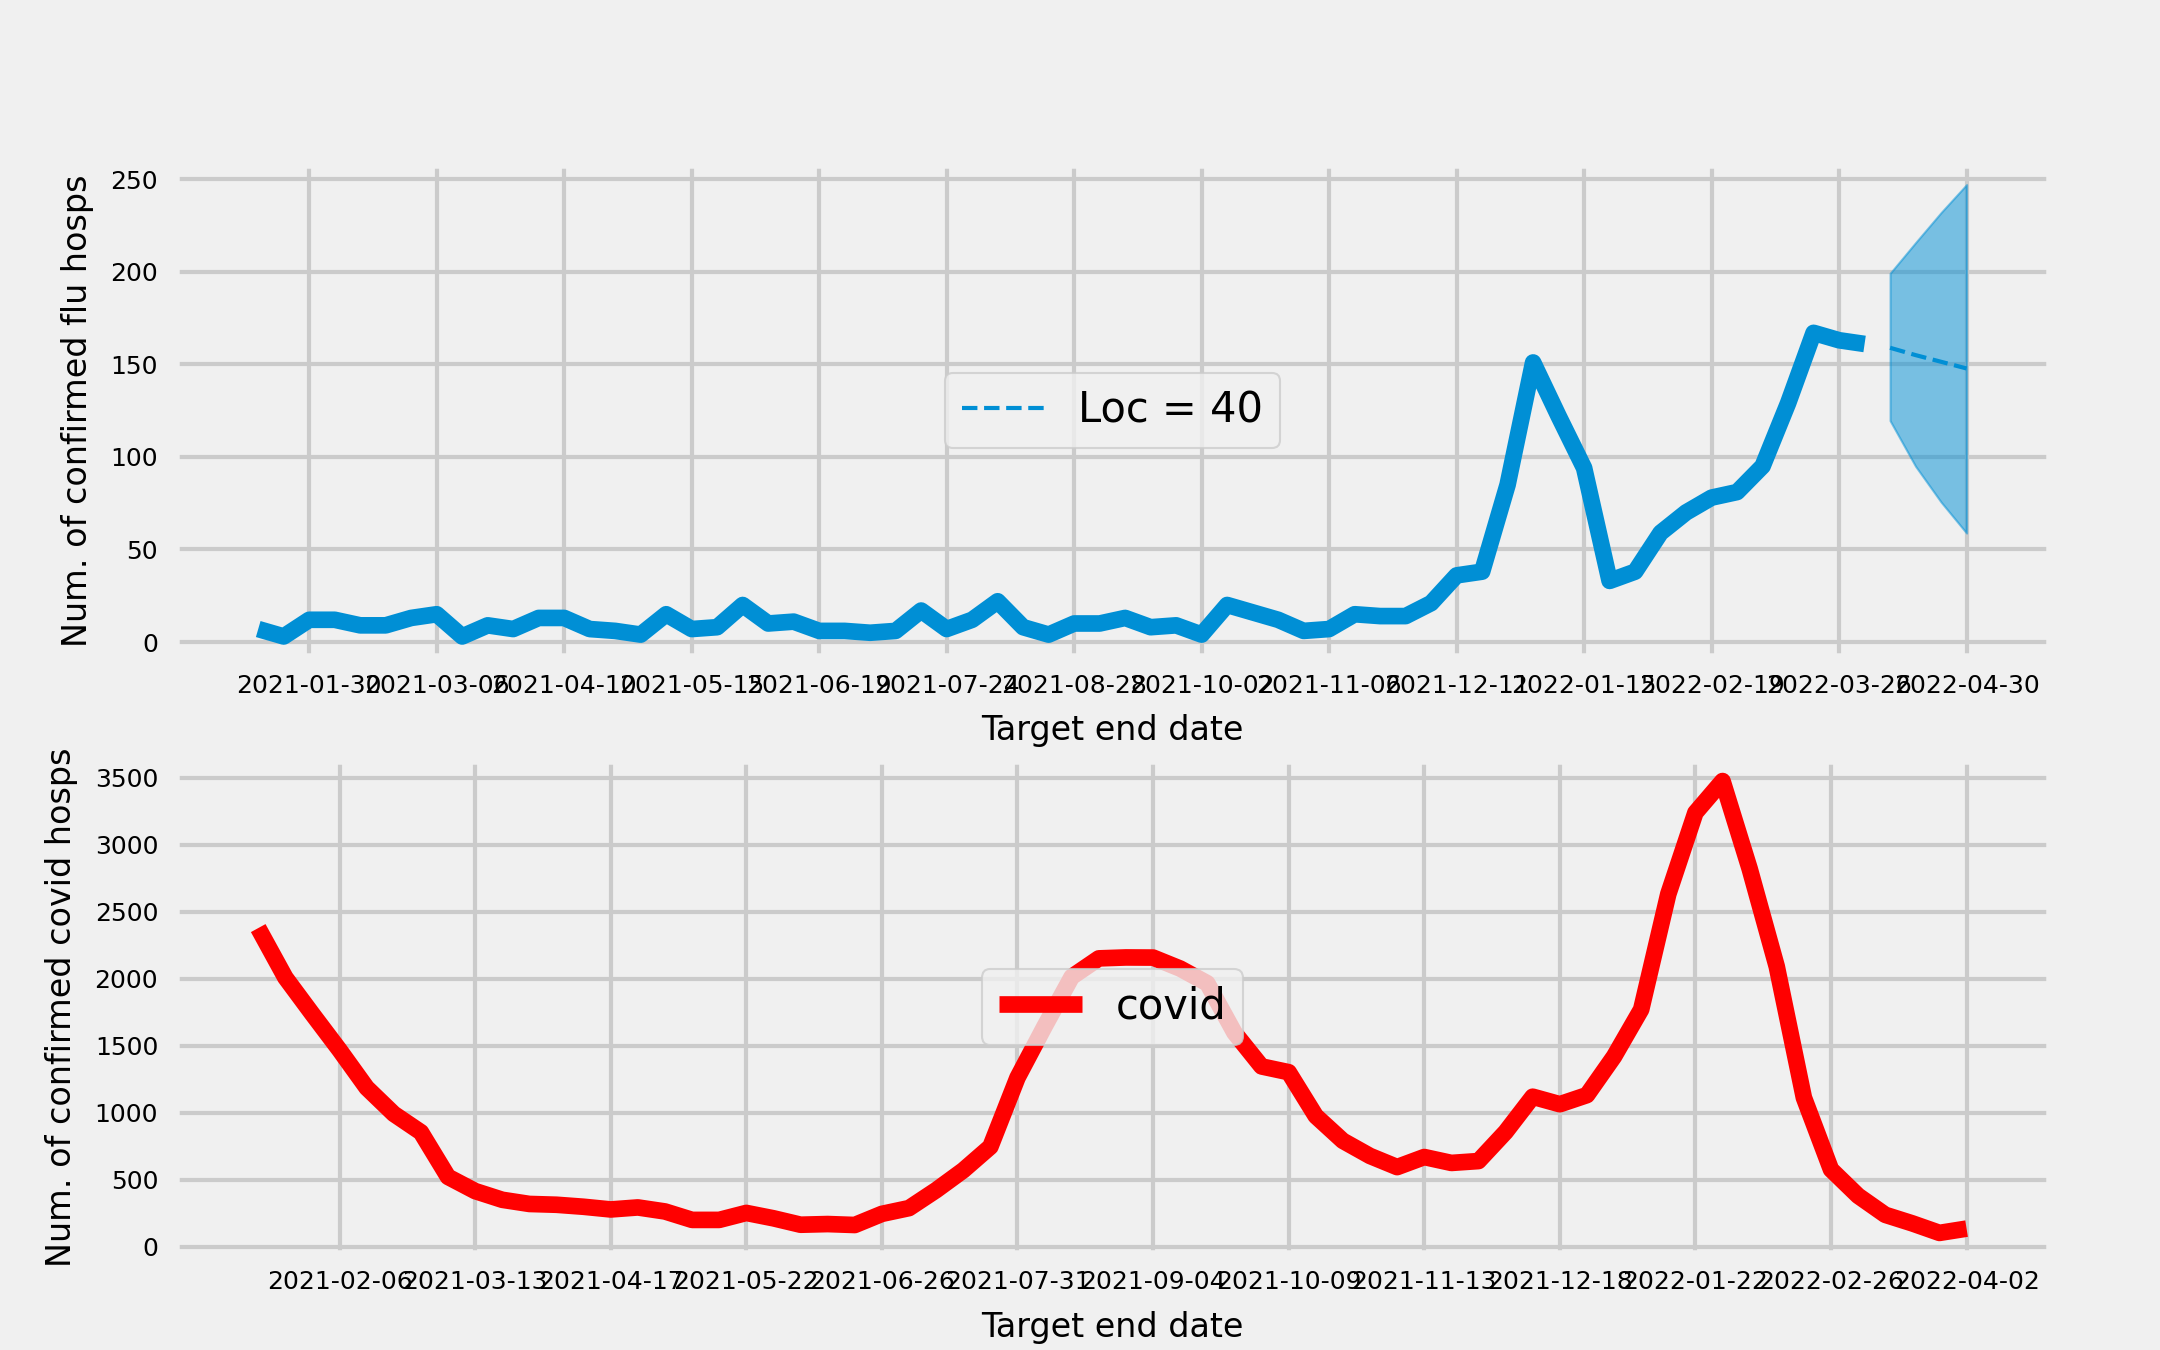 Num. of confirmed flu hosps
250
200
150
100
50
0
Loc = 40
2021-01-30 2021-03-06 2021-04-10 2021-05-15 2021-06-19 2021-07-24 2021-08-28 2021-10-02 2021-11-06 2021-12-11 2022-01-15 2022-02-19 2022-03-26 2022-04-30
Target end date
Num. of confirmed covid hosps
3500
3000
2500
2000
1500
1000
500
0
covid
2021-02-06 2021-03-13 2021-04-17 2021-05-22 2021-06-26 2021-07-31 2021-09-04 2021-10-09 2021-11-13 2021-12-18 2022-01-22 2022-02-26 2022-04-02
Target end date